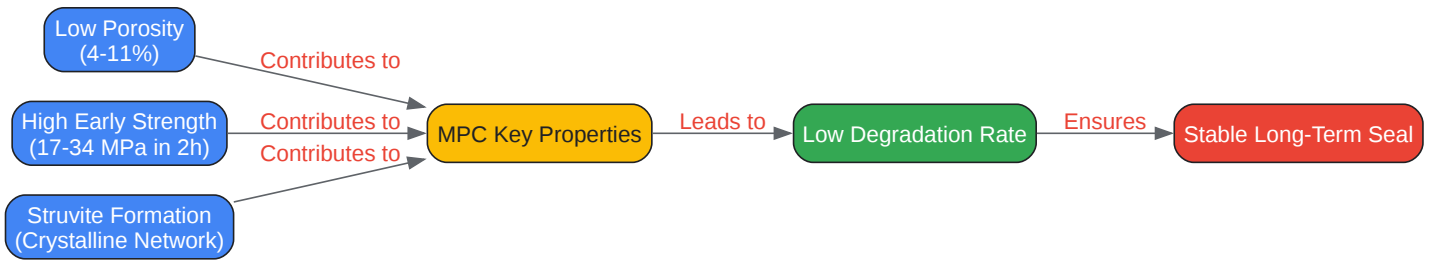 Low Porosity
(4-11%)
Contributes to
High Early Strength
(17-34 MPa in 2h)
Contributes to
Struvite Formation
(Crystalline Network)
Contributes to
MPC Key Properties
Leads to
Low Degradation Rate
Ensures
Stable Long-Term Seal